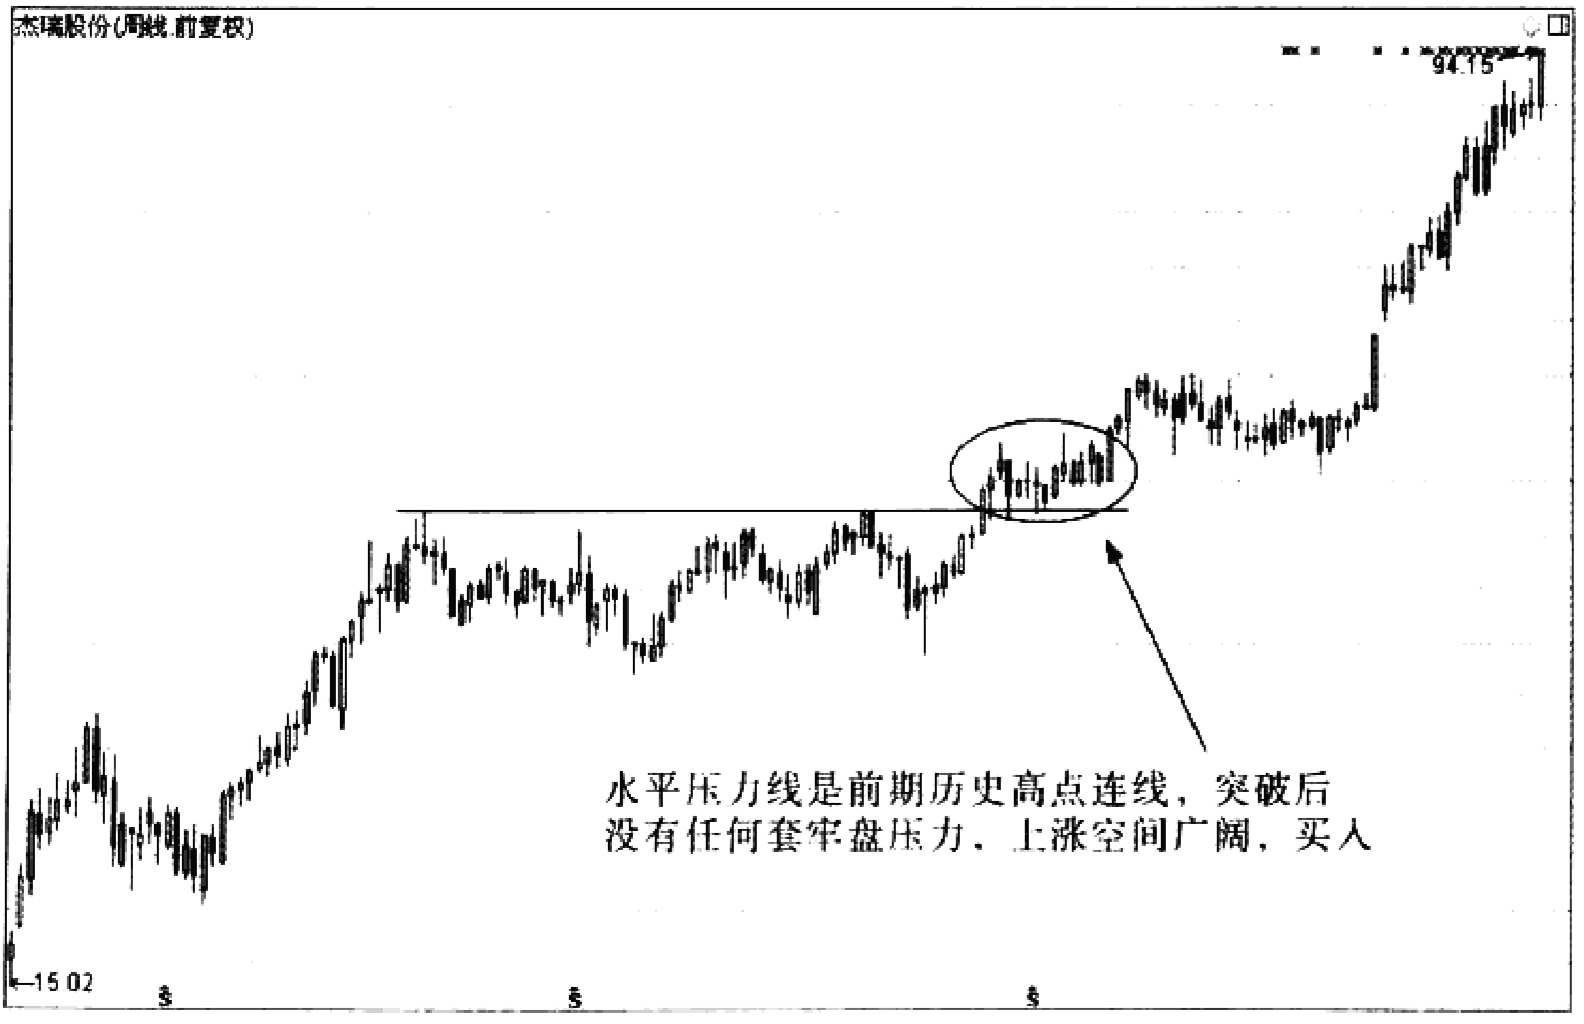 杰瑞股份(周线.前复权)
94.15
水平压力线是前期历史高点连线，突破后
没有任何套牢盘压力，上涨空间广阔，买入
15.02
S S S